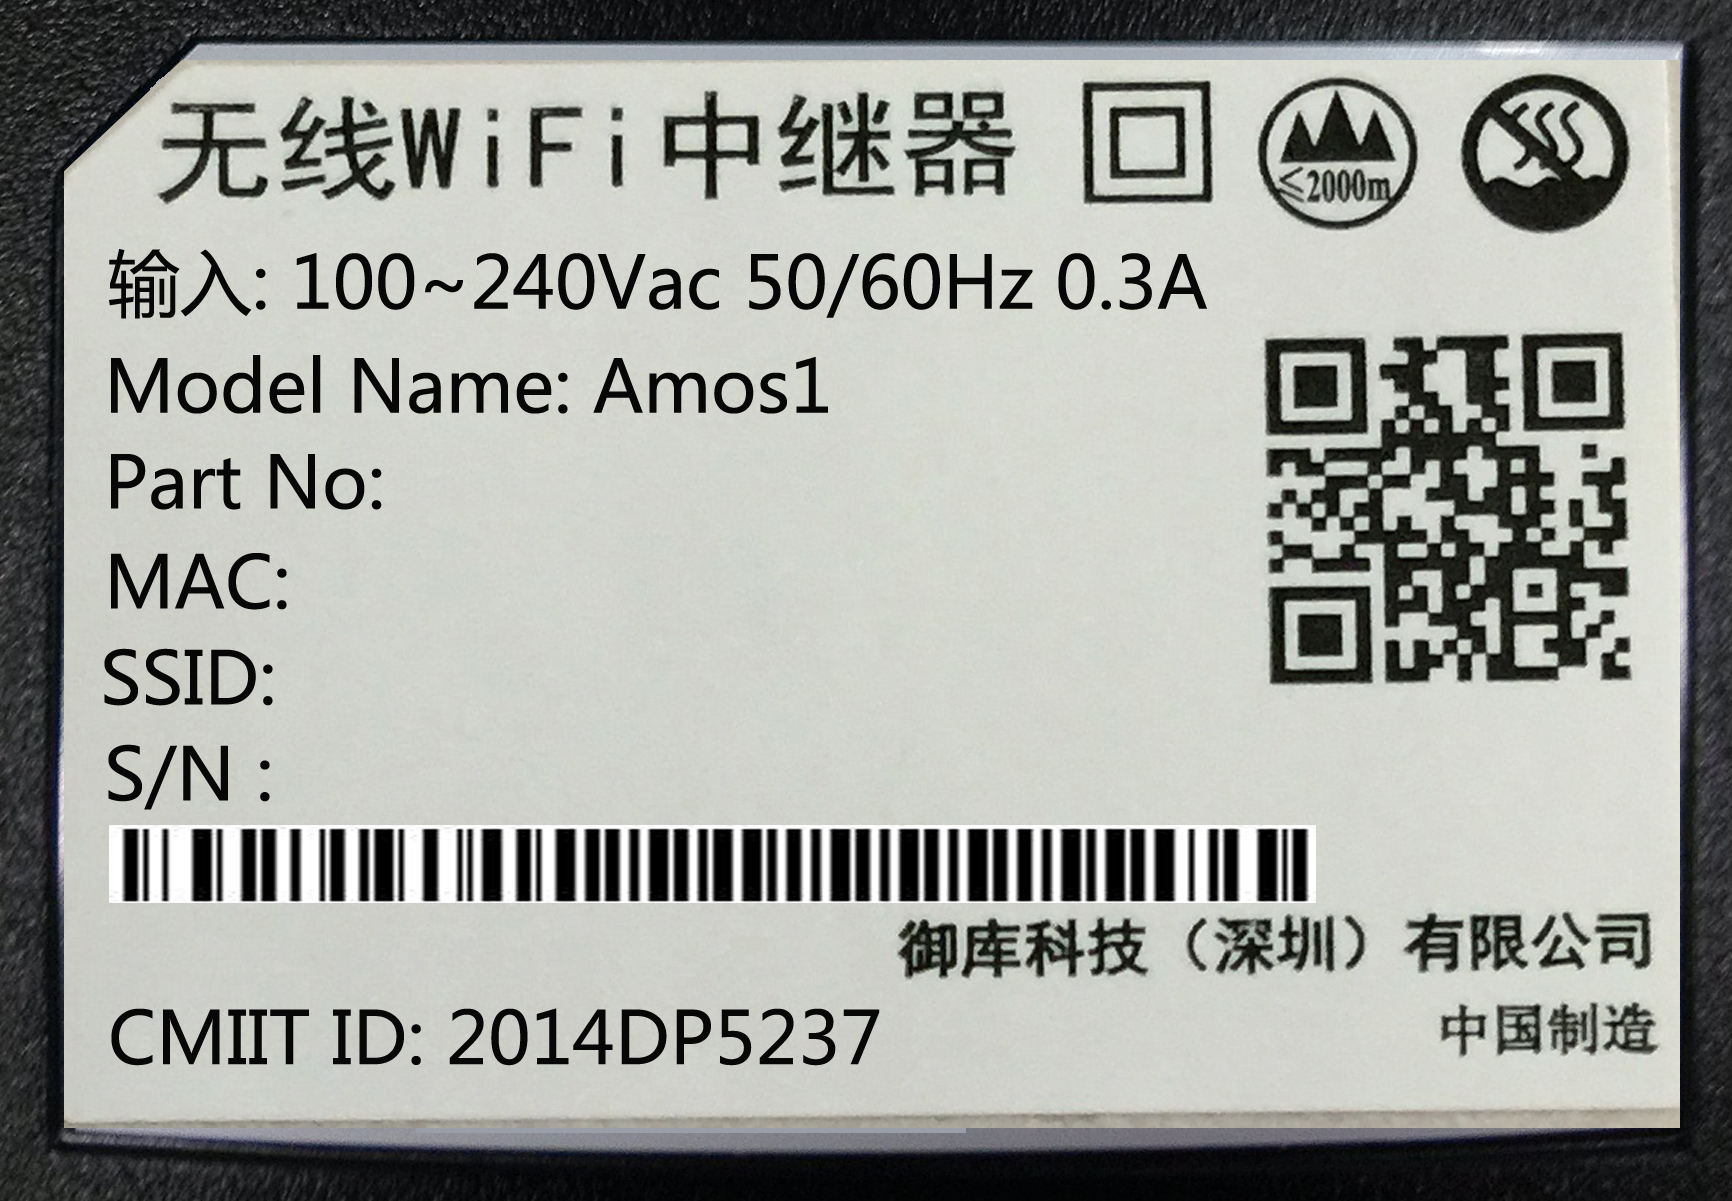 无线WiFi中继器
≤2000m
输入: 100~240Vac 50/60Hz 0.3A
Model Name: Amos1
Part No:
MAC:
SSID:
S/N :
御库科技（深圳）有限公司
CMIIT ID: 2014DP5237
中国制造